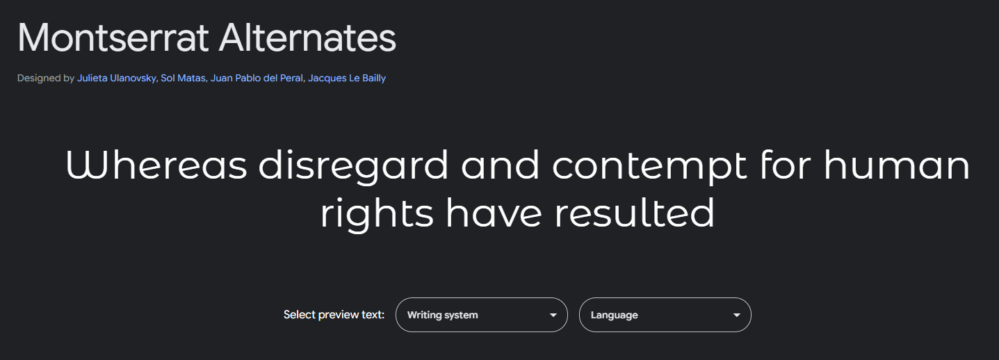 Montserrat Alternates
Designed by Julieta Ulanovsky, Sol Matas, Juan Pablo del Peral, Jacques Le Bailly
Whereas disregard and contempt for human
rights have resulted
Select preview text: Writing system Language